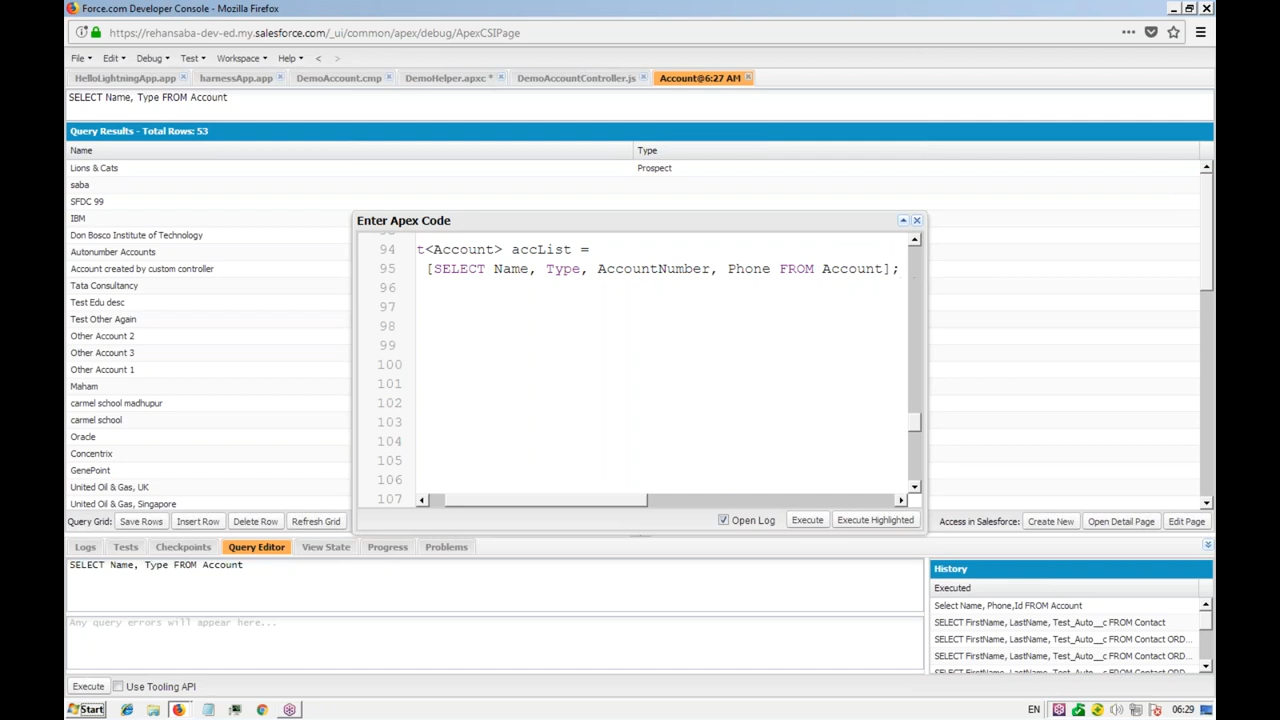 Force.com Developer Console - Mozilla Firefox
https://rehansaba-dev-ed.my.salesforce.com/_ui/common/apex/debug/ApexCSIPage
File Edit Debug Test Workspace Help < >
HelloLightningApp.app harnessApp.app DemoAccount.cmp DemoHelper.apxc * DemoAccountController.js Account@6:27 AM
SELECT Name, Type FROM Account
Query Results - Total Rows: 53
Name Type
Lions & Cats Prospect
saba
SFDC 99
IBM
Don Bosco Institute of Technology
Autonumber Accounts
Account created by custom controller
Tata Consultancy
Test Edu desc
Test Other Again
Other Account 2
Other Account 3
Other Account 1
Maham
carmel school madhupur
carmel school
Oracle
Concentrix
GenePoint
United Oil & Gas, UK
United Oil & Gas, Singapore
Enter Apex Code
94 t<Account> accList =
95 [SELECT Name, Type, AccountNumber, Phone FROM Account];
96
97
98
99
100
101
102
103
104
105
106
107
Open Log Execute Execute Highlighted
Query Grid: Save Rows Insert Row Delete Row Refresh Grid Access in Salesforce: Create New Open Detail Page Edit Page
Logs Tests Checkpoints Query Editor View State Progress Problems
SELECT Name, Type FROM Account
Any query errors will appear here...
History
Executed
Select Name, Phone,Id FROM Account
SELECT FirstName, LastName, Test_Auto__c FROM Contact
SELECT FirstName, LastName, Test_Auto__c FROM Contact ORD...
SELECT FirstName, LastName, Test_Auto__c FROM Contact ORD...
SELECT FirstName, LastName, Test_Auto__c FROM Contact ORD...
Execute Use Tooling API
Start EN 06:29